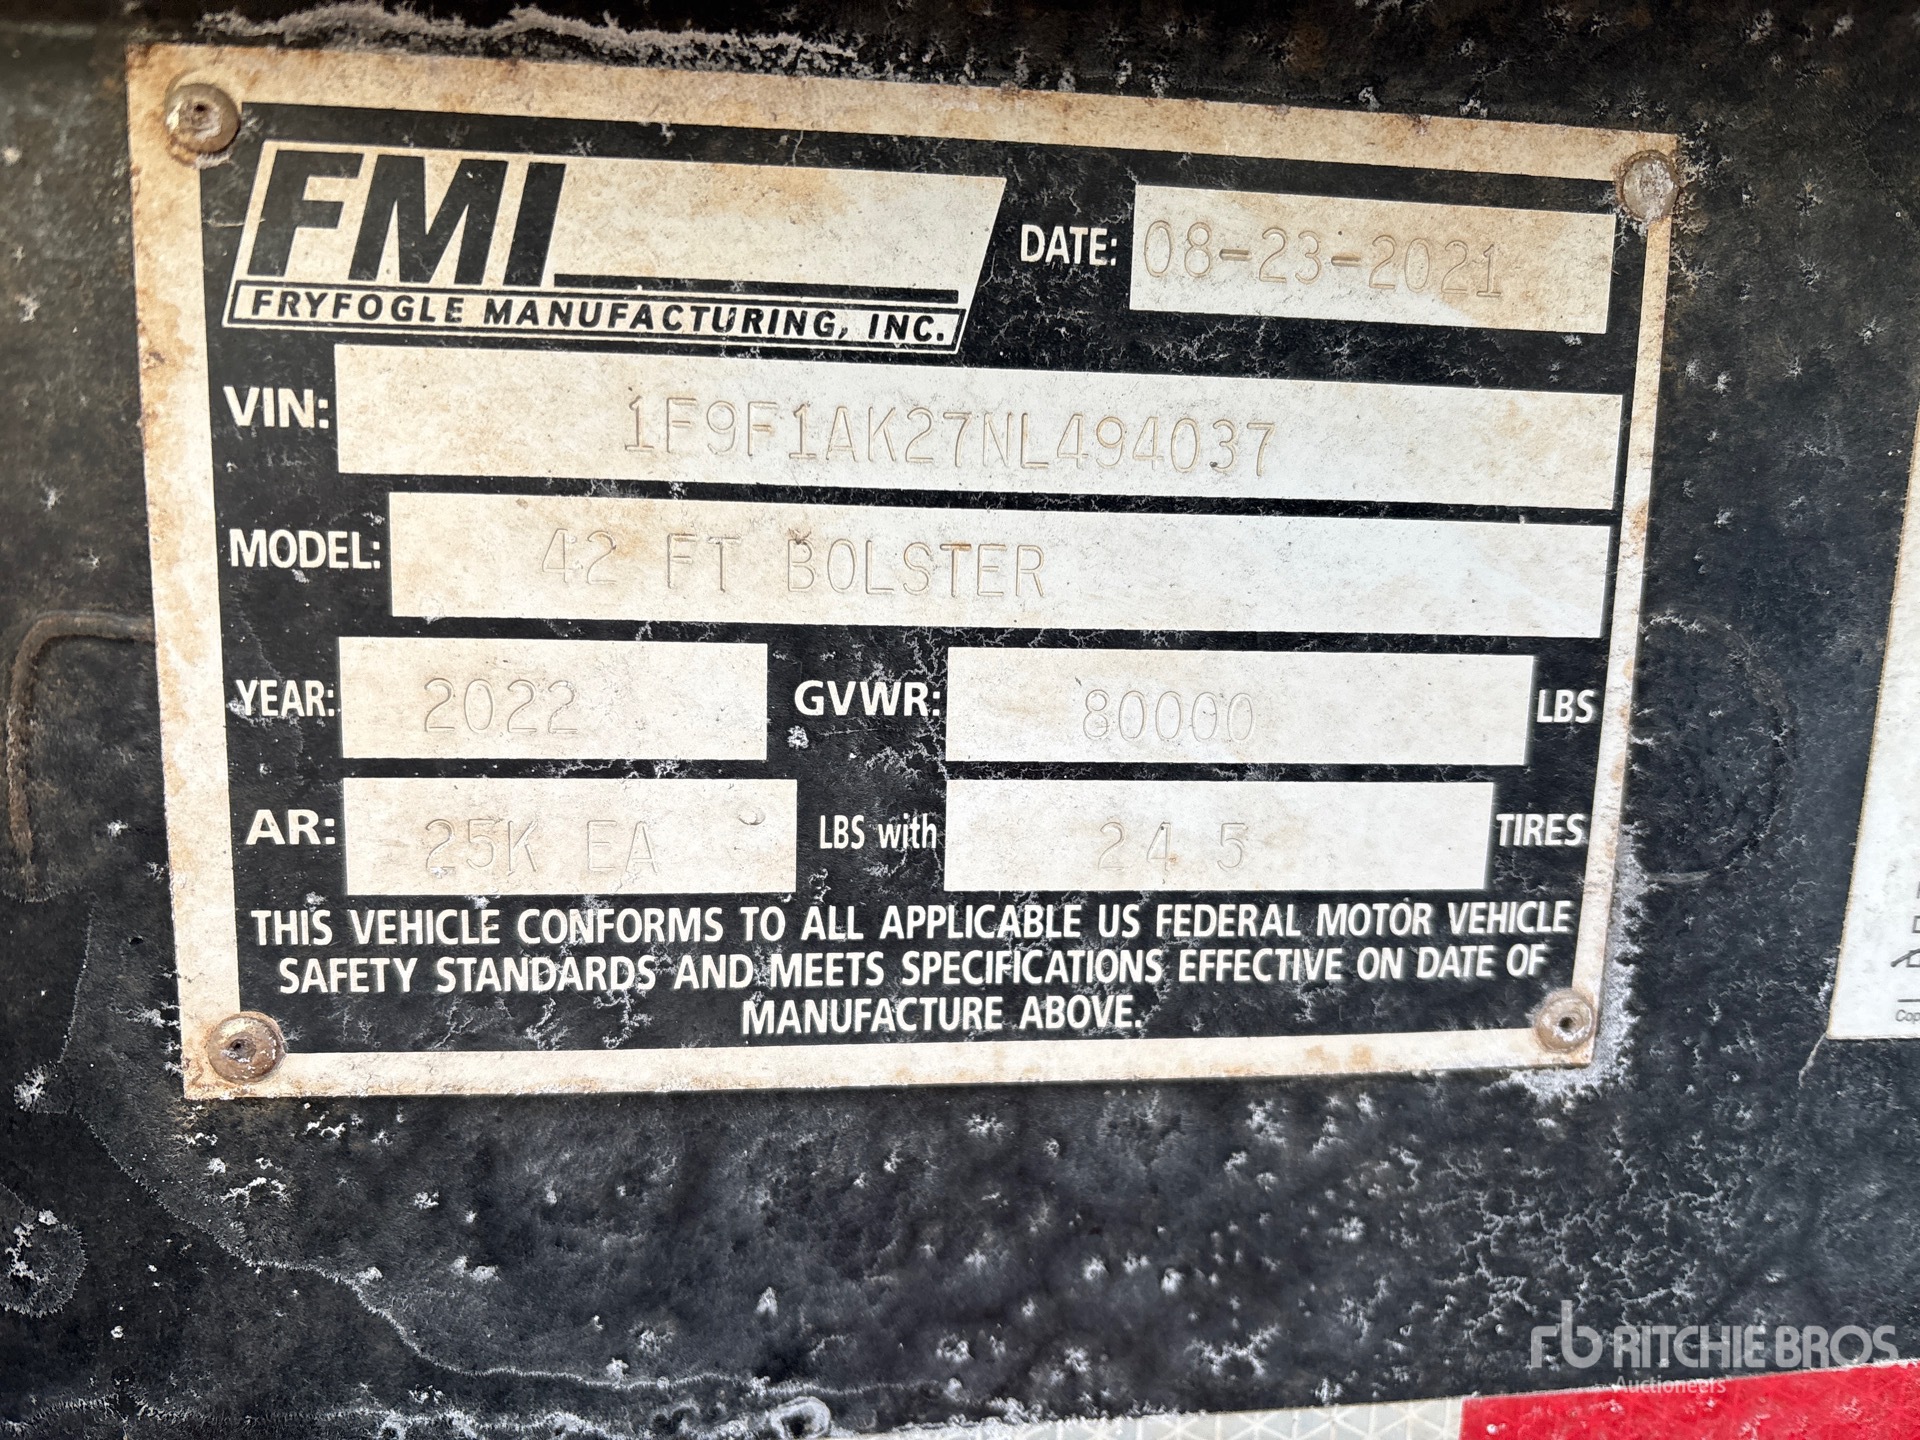 FMI
FRYFOGLE MANUFACTURING, INC.
DATE: 08-23-2021
VIN: 1F9F1AK27NL494037
MODEL: 42 FT BOLSTER
YEAR: 2022 GVWR: 80000 LBS
AR: 25K EA LBS with 24.5 TIRES
THIS VEHICLE CONFORMS TO ALL APPLICABLE US FEDERAL MOTOR VEHICLE
SAFETY STANDARDS AND MEETS SPECIFICATIONS EFFECTIVE ON DATE OF
MANUFACTURE ABOVE.
Cop
rb RITCHIE BROS
Auctioneers